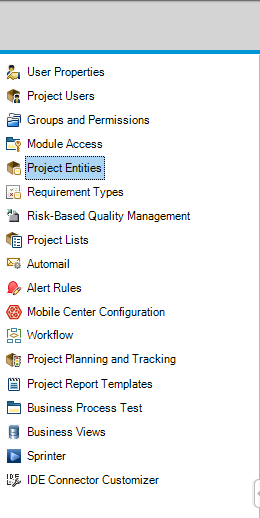 User Properties
Project Users
Groups and Permissions
Module Access
Project Entities
Requirement Types
Risk-Based Quality Management
Project Lists
Automail
Alert Rules
Mobile Center Configuration
Workflow
Project Planning and Tracking
Project Report Templates
Business Process Test
Business Views
Sprinter
IDE Connector Customizer